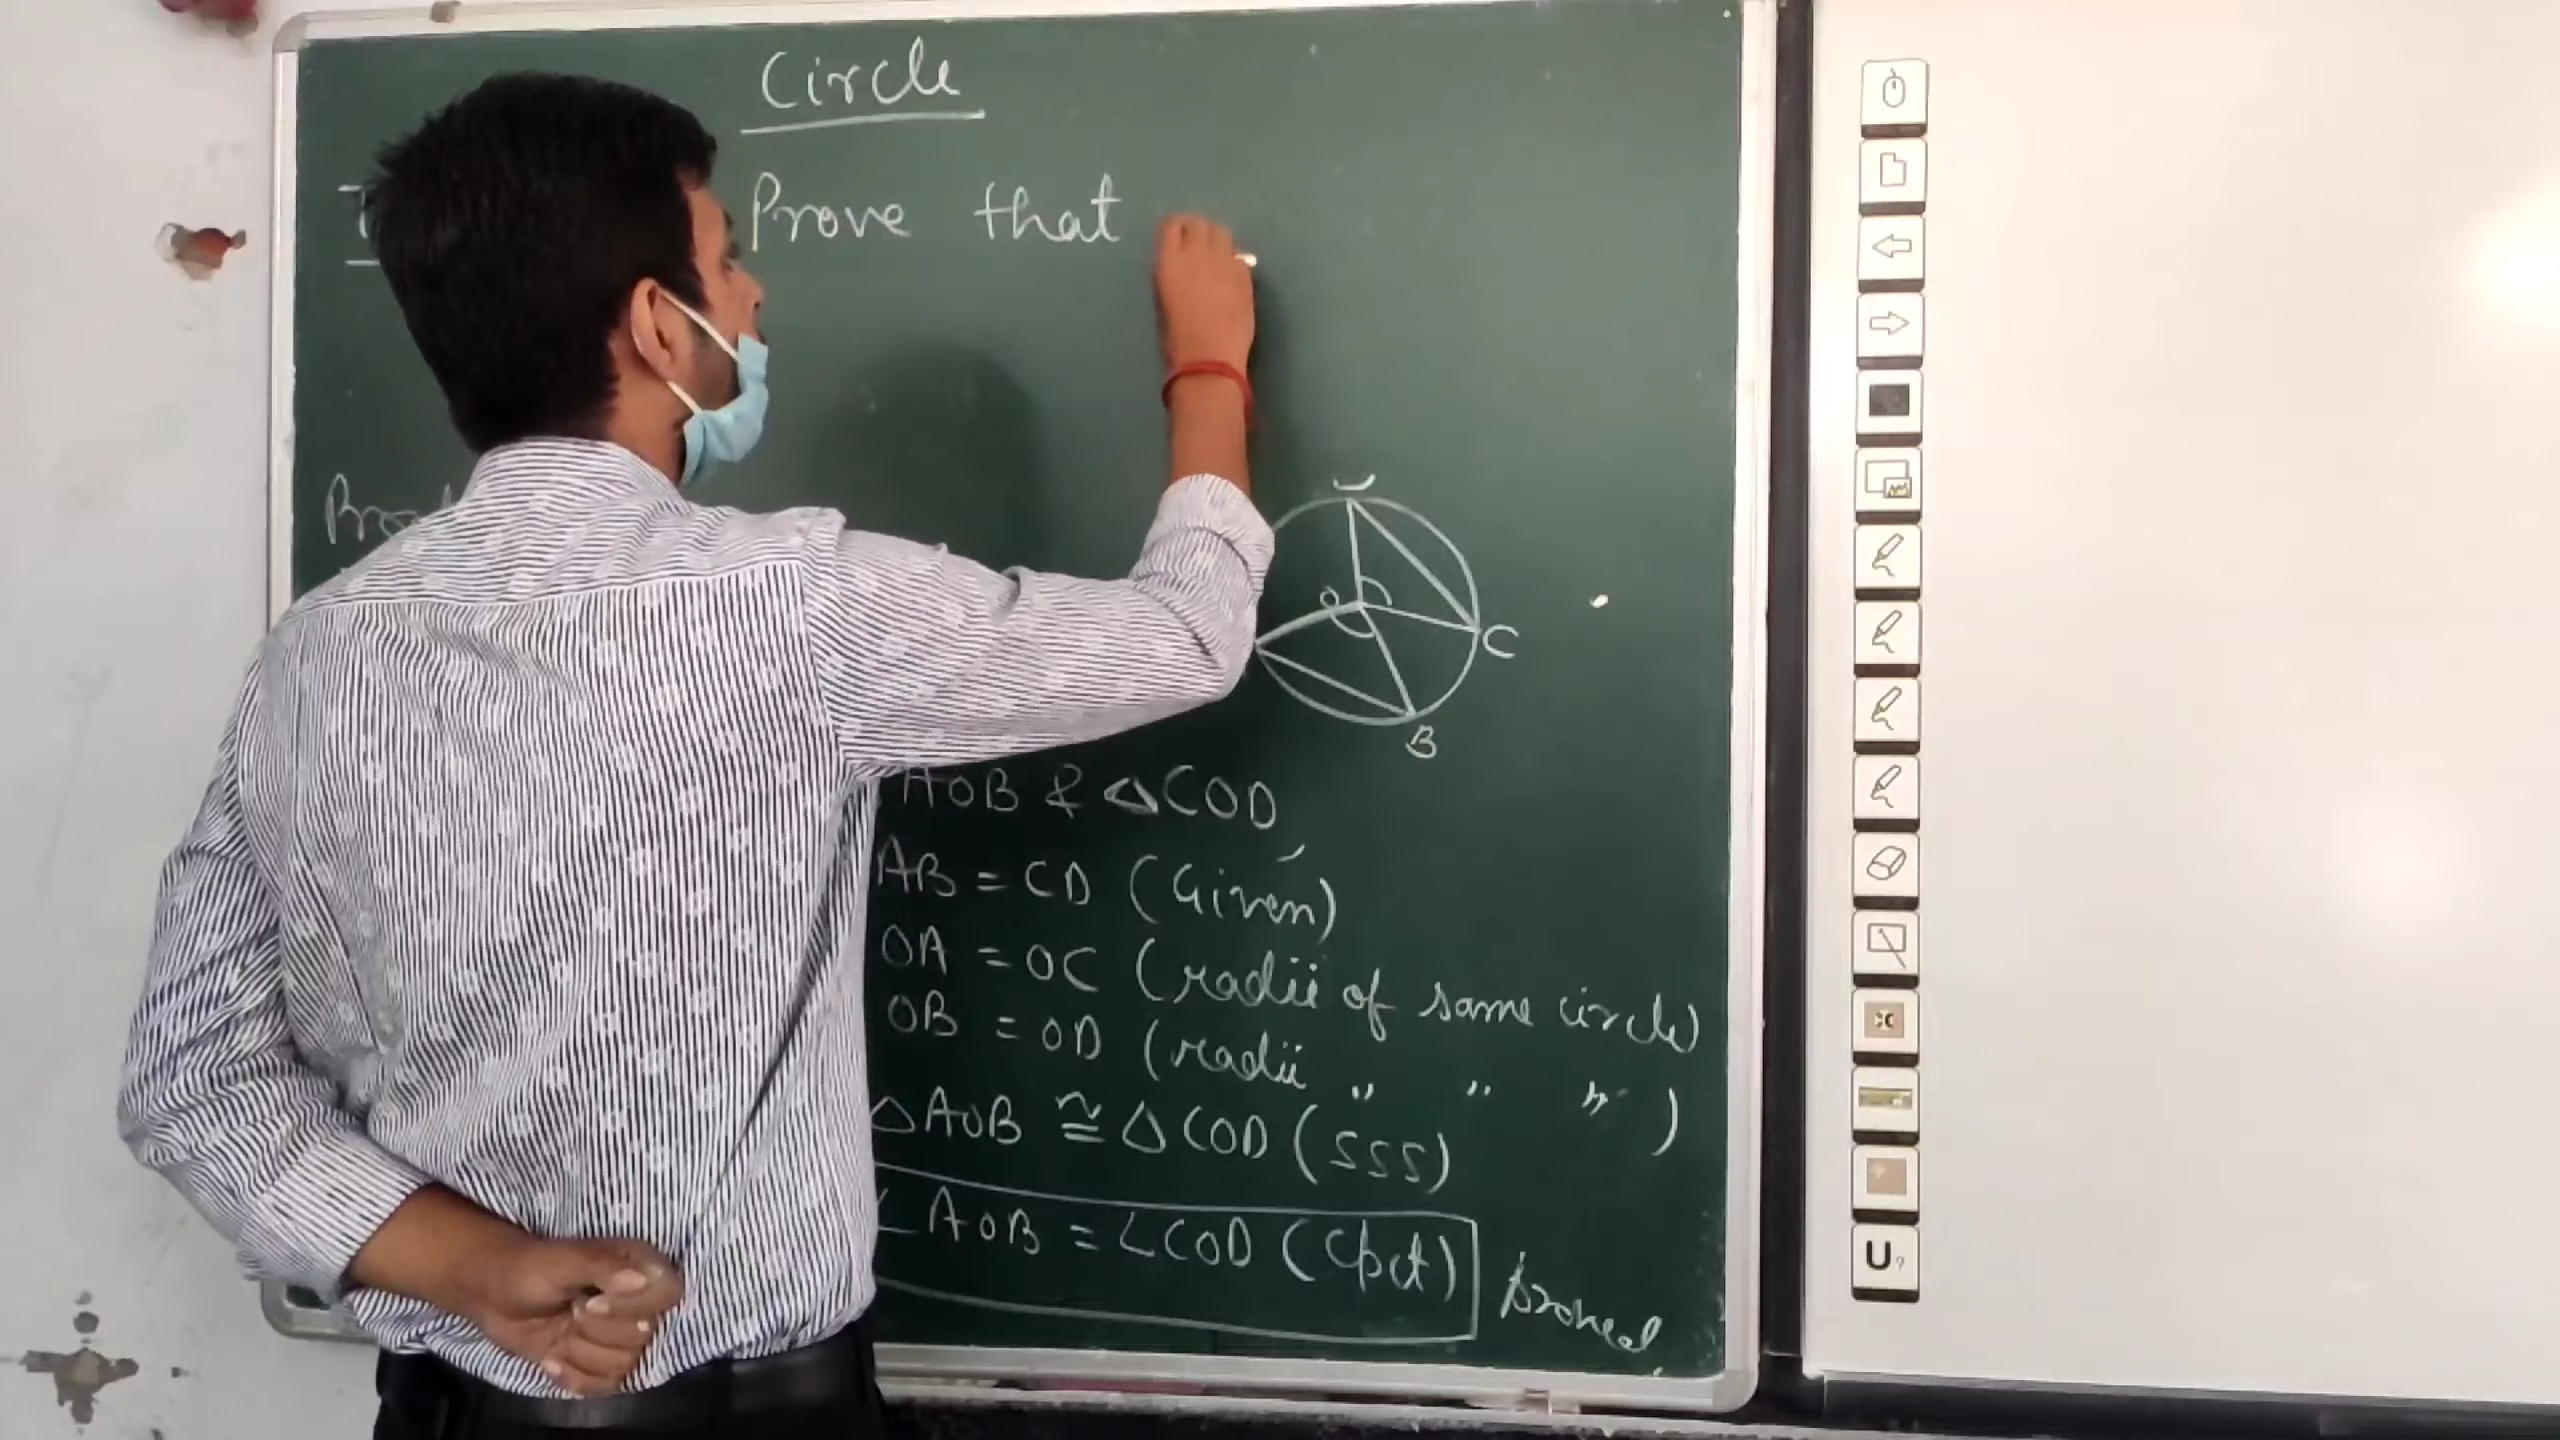 Circle
Prove that
O
C
B
AOB & △COD
AB = CD (Given)
OA = OC (radii of same circle)
OB = OD (radii " " ")
△AOB ≅ △COD (SSS)
∠AOB = ∠COD (Cpct) proved
U?